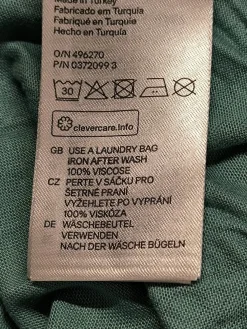 Made in Turkey
Fabricado em Turquia
Fabriqué en Turquie
Hecho en Turquía
O/N 496270
P/N 0372099 3
30
clevercare.info
GB USE A LAUNDRY BAG
IRON AFTER WASH
100% VISCOSE
CZ PERTE V SÁČKU PRO
ŠETRNÉ PRANÍ
VYŽEHLETE PO VYPRÁNÍ
100% VISKÓZA
DE WÄSCHEBEUTEL
VERWENDEN
NACH DER WÄSCHE BÜGELN